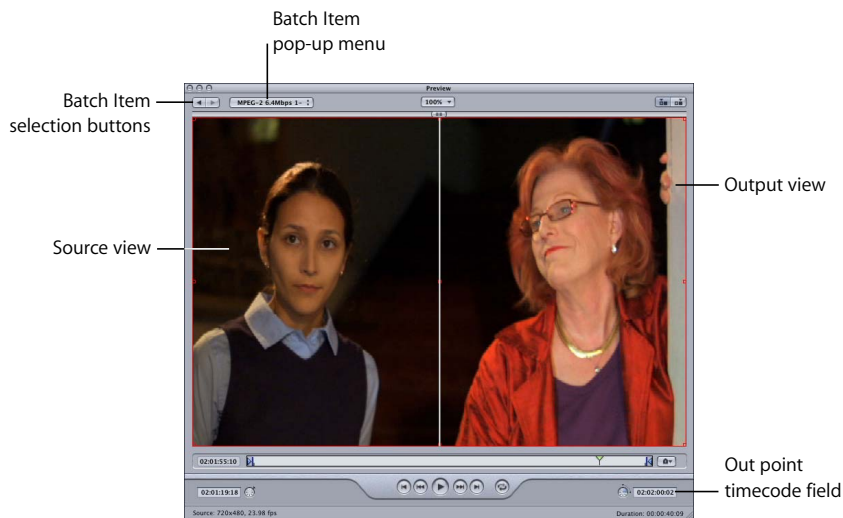 Batch Item
pop-up menu
Batch Item
selection buttons
Preview
MPEG-2 6.4Mbps 1-
100%
Output view
Source view
02:01:55:10
Out point
timecode field
02:01:19:18
02:02:00:02
Source: 720x480, 23.98 fps
Duration: 00:00:40:09